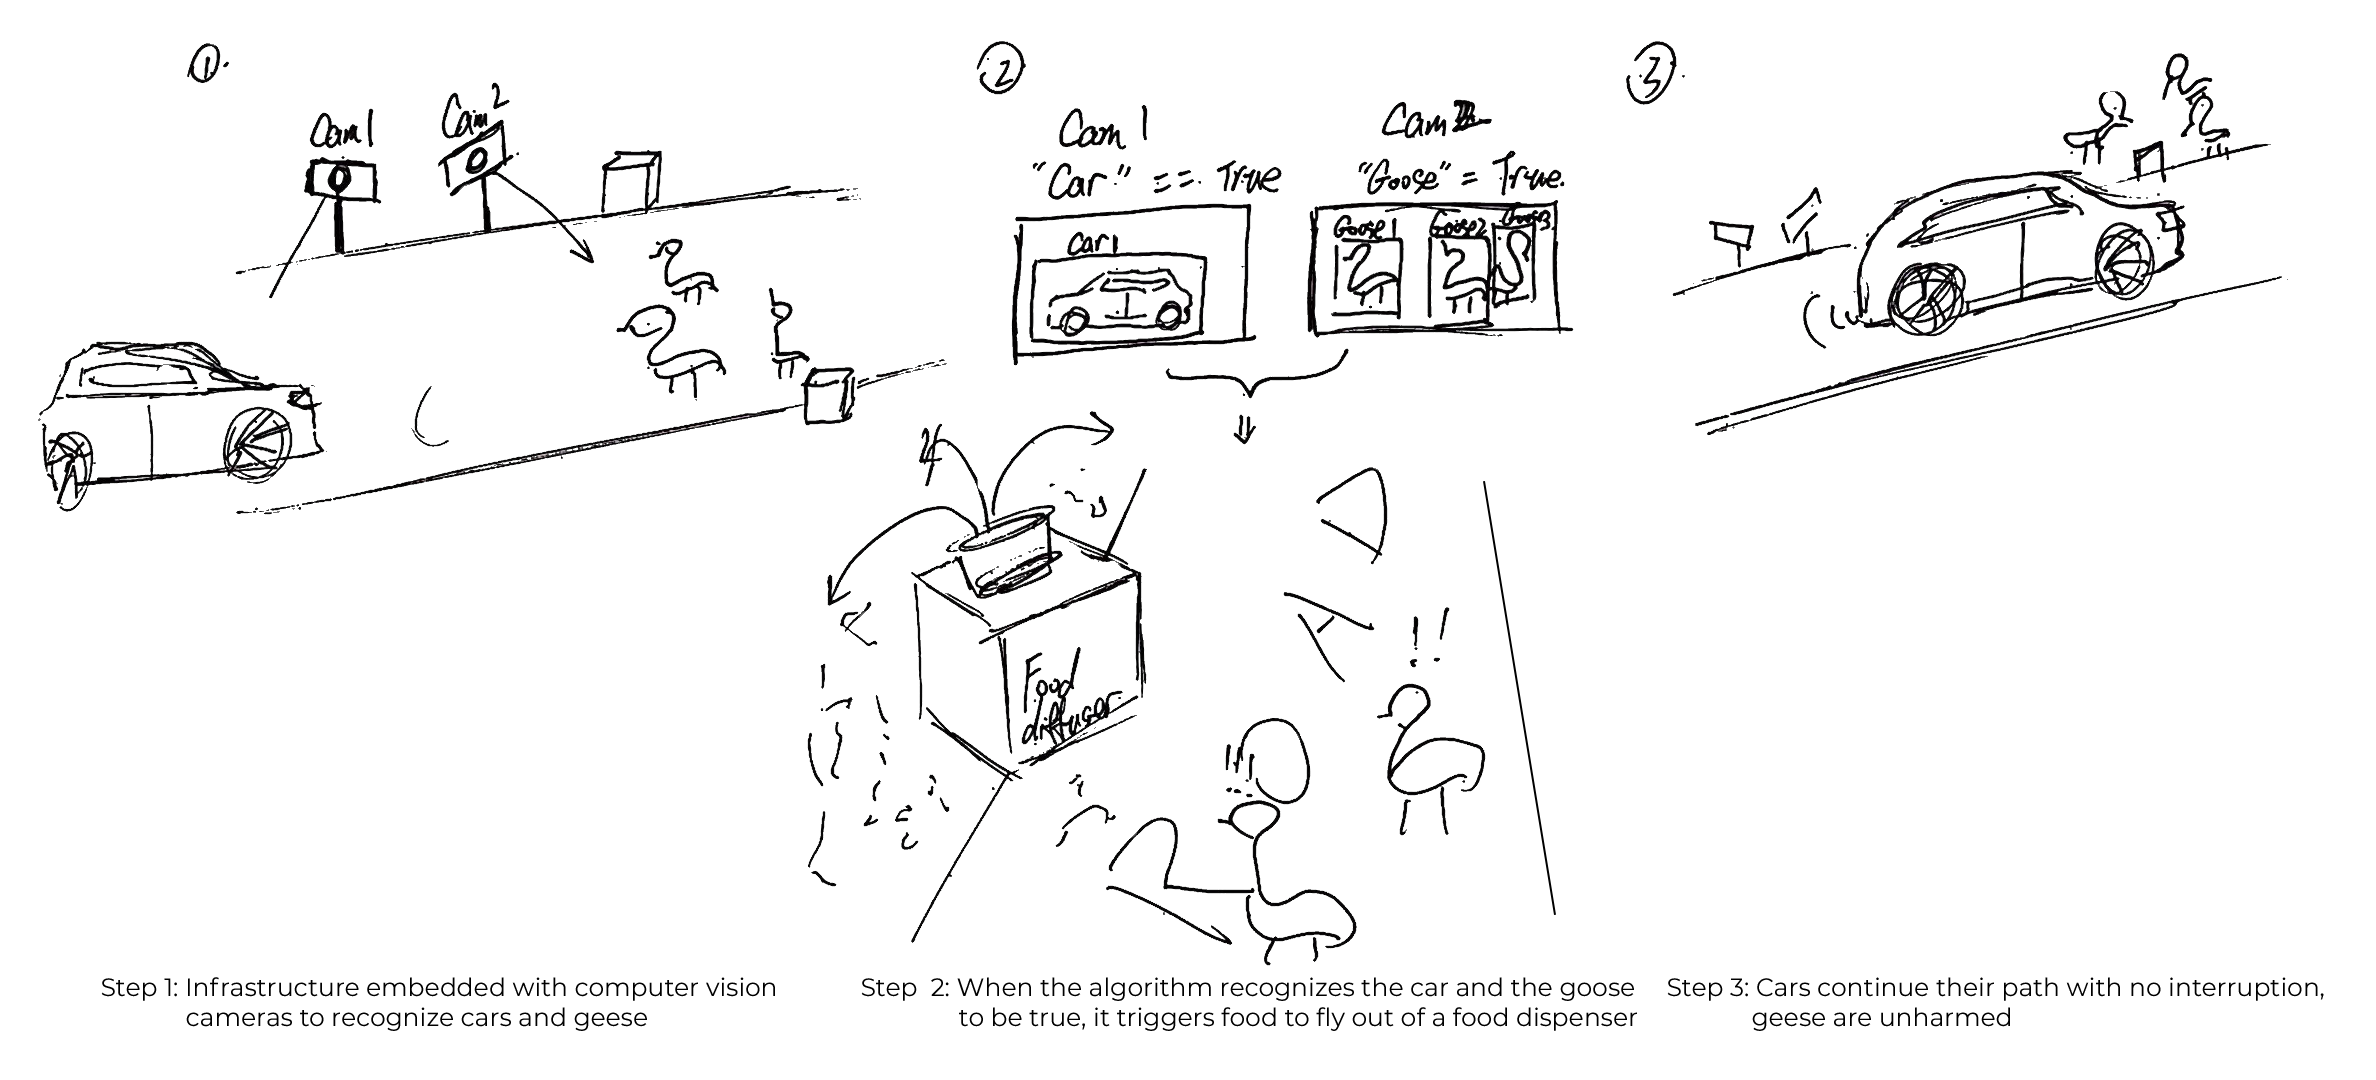 1.
Cam 1
Cam 2
2
Cam 1
"Car" == True
Car 1
Cam
"Goose" = True.
Goose 1
Goose 2
Goose 3
Food
diffuser
!!
!!!
3
Step 1: Infrastructure embedded with computer vision
cameras to recognize cars and geese
Step 2: When the algorithm recognizes the car and the goose
to be true, it triggers food to fly out of a food dispenser
Step 3: Cars continue their path with no interruption,
geese are unharmed